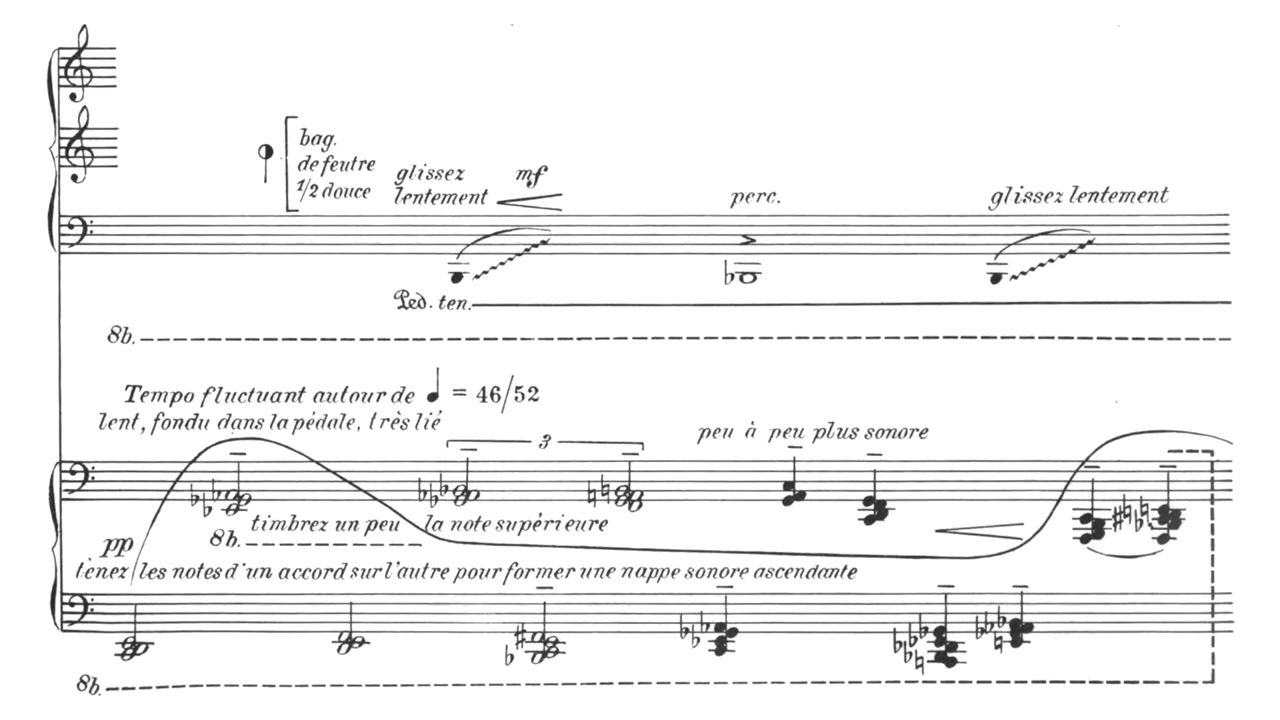 bag.
de feutre
1/2 douce
glissez
lentement
mf
perc.
glissez lentement
Ped. ten.
8b.
Tempo fluctuant autour de ♩ = 46/52
lent, fondu dans la pédale, très lié
3
peu à peu plus sonore
timbrez un peu la note supérieure
8b.
pp
tenez les notes d'un accord sur l'autre pour former une nappe sonore ascendante
8b.